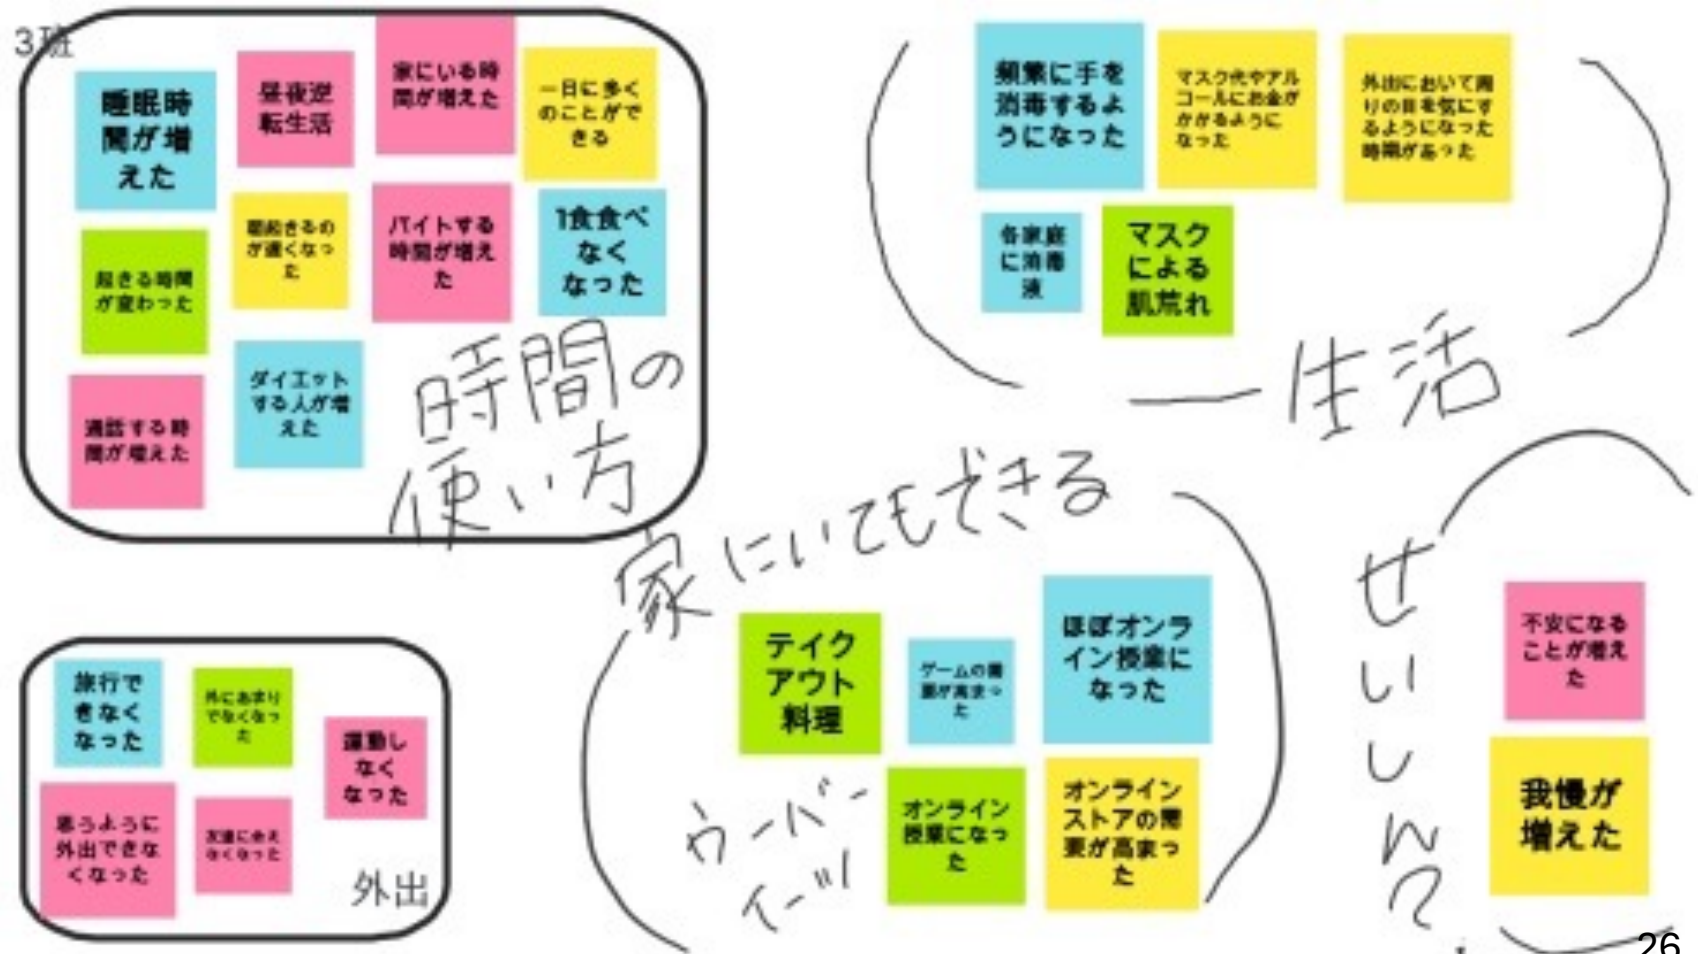 3班
睡眠時
間が増
えた
昼夜逆
転生活
家にいる時
間が増えた
一日に多く
のことがで
きる
起きる時間
が変わった
朝起きるの
が遅くなっ
た
バイトする
時間が増え
た
1食食べ
なく
なった
通話する時
間が増えた
ダイエット
する人が増
えた
時間の
使い方
頻繁に手を
消毒するよ
うになった
マスク代やアル
コールにお金が
かかるように
なった
外出において周
りの目を気にす
るようになった
時期があった
各家庭
に消毒
液
マスク
による
肌荒れ
生活
旅行で
きなく
なった
外にあまり
でなくなっ
た
運動し
なく
なった
思うように
外出できな
くなった
友達に会え
なくなった
外出
家にいてもできる
テイク
アウト
料理
ゲームの需
要が高まっ
た
ほぼオンラ
イン授業に
なった
オンライン
授業になっ
た
オンライン
ストアの需
要が高まっ
た
ウーバー
イーツ
せいしん?
不安になる
ことが増え
た
我慢が
増えた
26